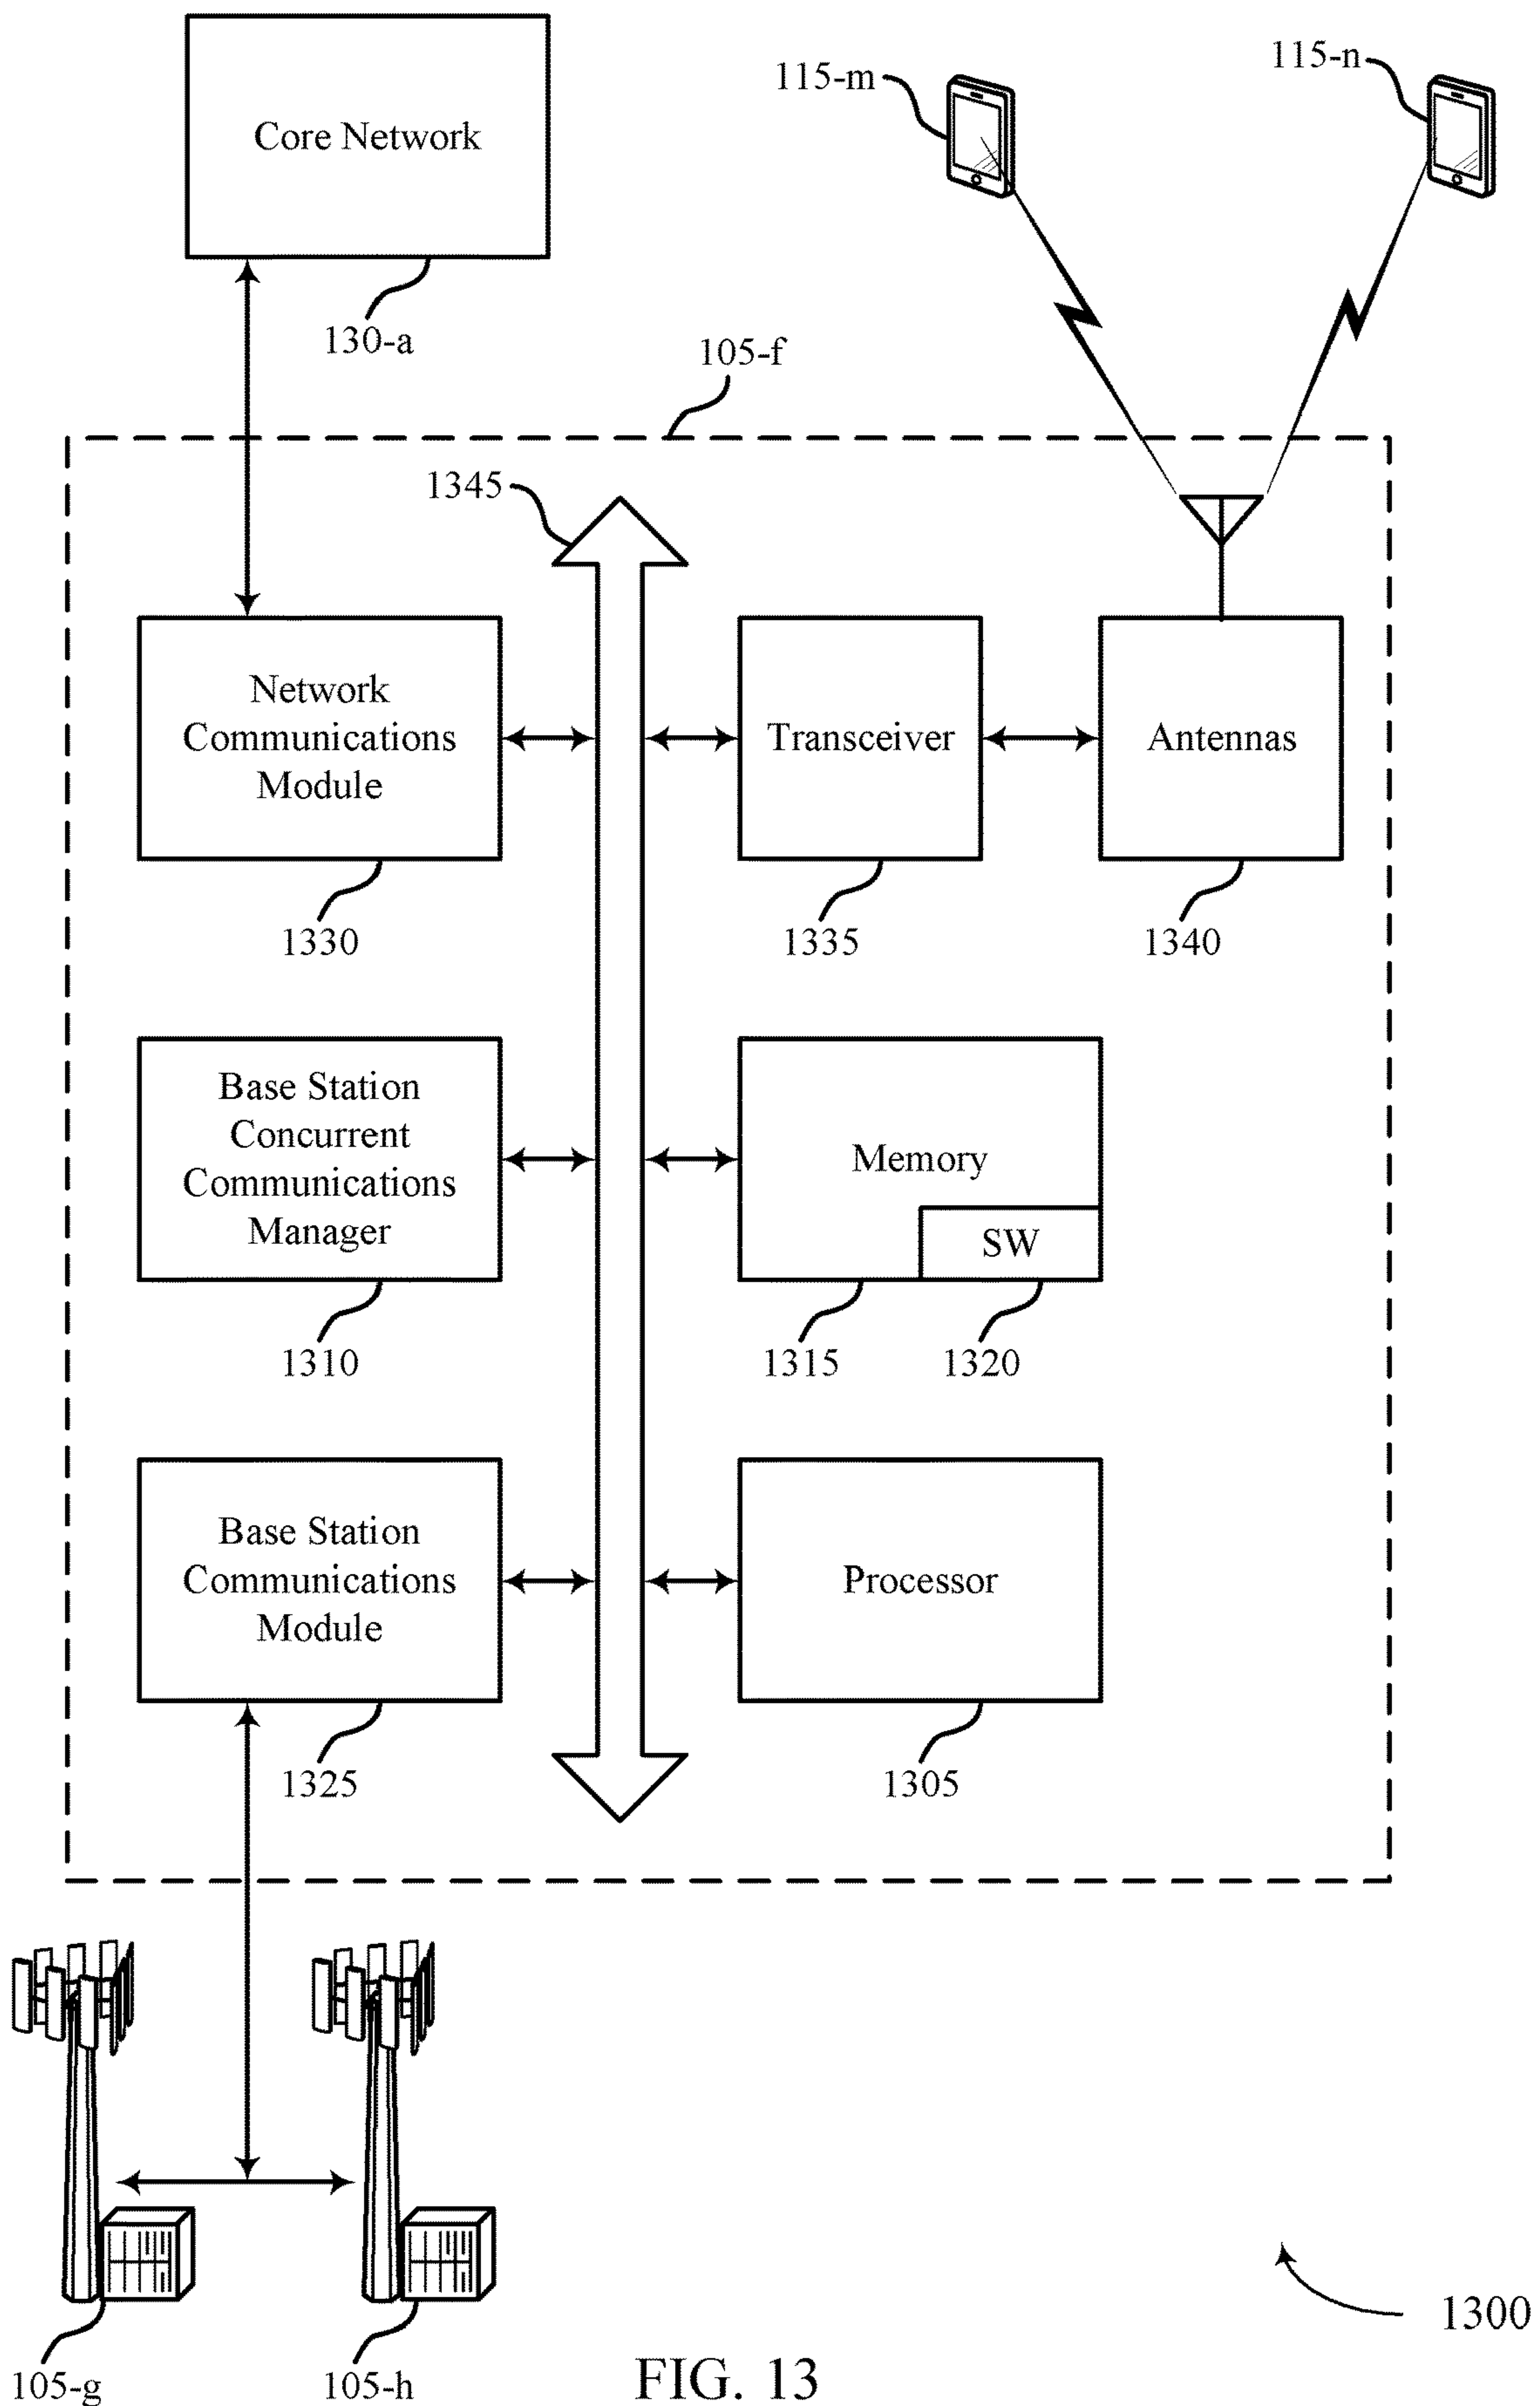 Core Network
130-a
115-m
115-n
105-f
1345
Network
Communications
Module
1330
Transceiver
1335
Antennas
1340
Base Station
Concurrent
Communications
Manager
1310
Memory
SW
1315
1320
Base Station
Communications
Module
1325
Processor
1305
105-g
105-h
1300
FIG. 13